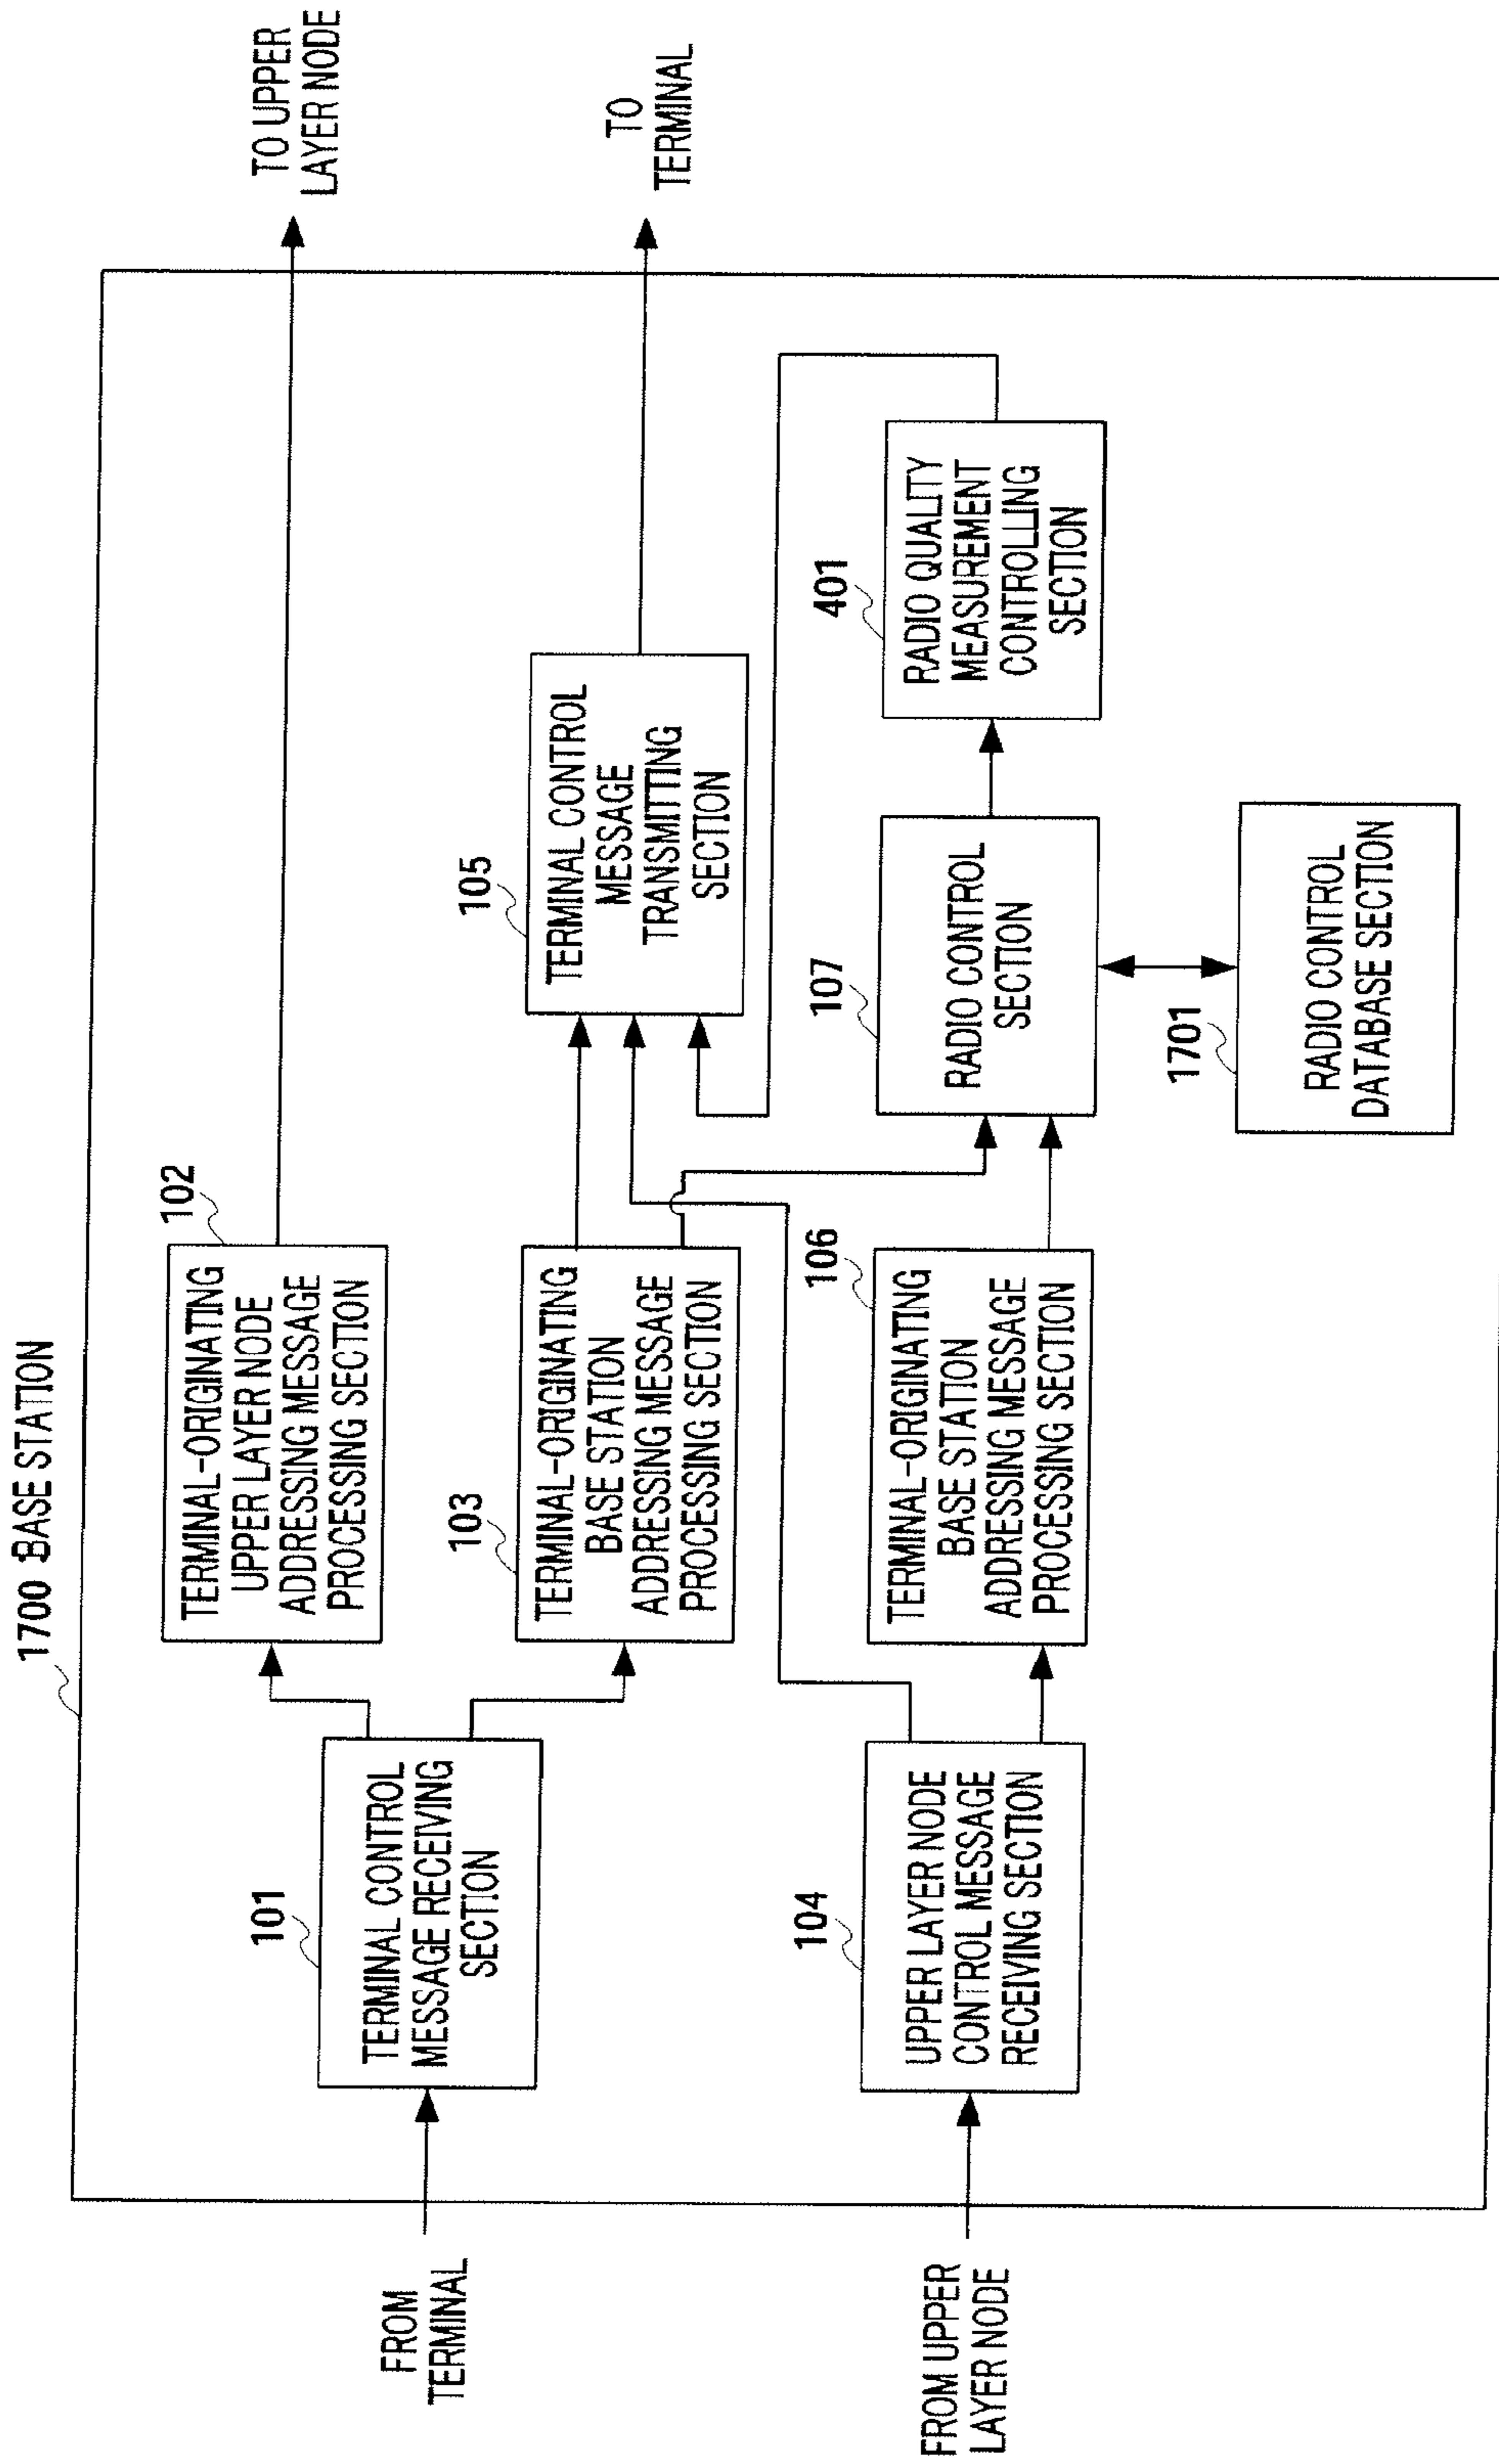 1700 BASE STATION
FROM
TERMINAL
101
TERMINAL CONTROL
MESSAGE RECEIVING
SECTION
102
TERMINAL-ORIGINATING
UPPER LAYER NODE
ADDRESSING MESSAGE
PROCESSING SECTION
TO UPPER
LAYER NODE
103
TERMINAL-ORIGINATING
BASE STATION
ADDRESSING MESSAGE
PROCESSING SECTION
105
TERMINAL CONTROL
MESSAGE
TRANSMITTING
SECTION
TO
TERMINAL
FROM UPPER
LAYER NODE
104
UPPER LAYER NODE
CONTROL MESSAGE
RECEIVING SECTION
106
TERMINAL-ORIGINATING
BASE STATION
ADDRESSING MESSAGE
PROCESSING SECTION
107
RADIO CONTROL
SECTION
401
RADIO QUALITY
MEASUREMENT
CONTROLLING
SECTION
1701
RADIO CONTROL
DATABASE SECTION